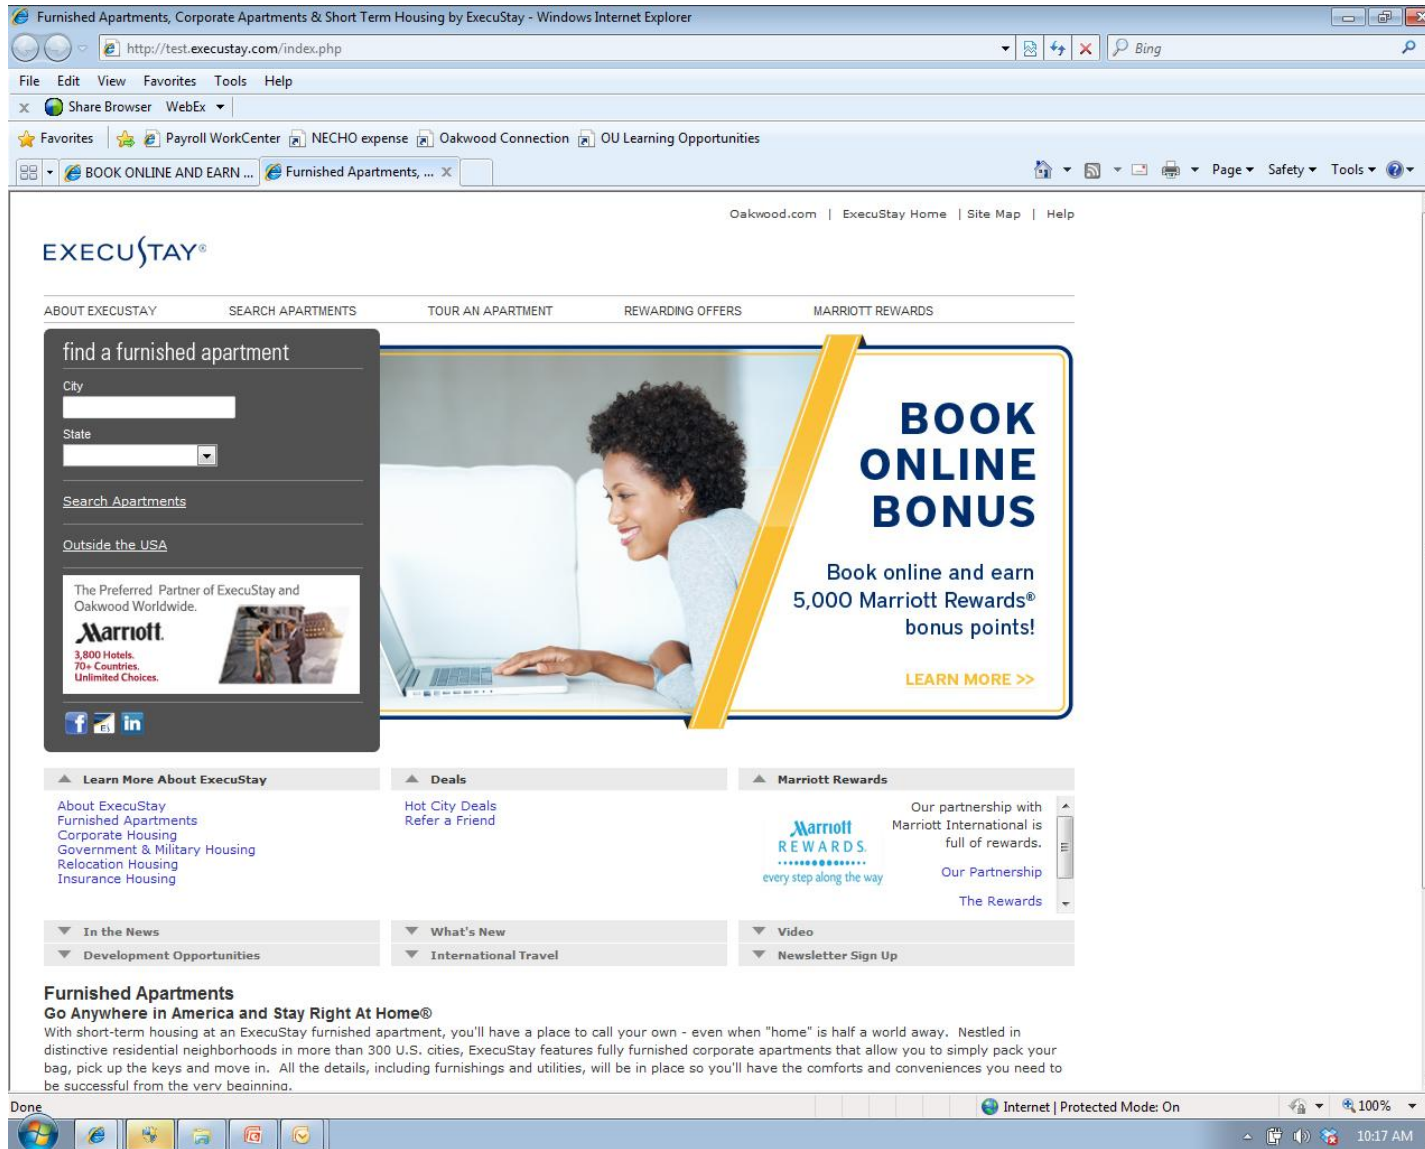 Furnished Apartments, Corporate Apartments & Short Term Housing by ExecuStay - Windows Internet Explorer
http://test.execustay.com/index.php
Bing
File Edit View Favorites Tools Help
x Share Browser WebEx
Favorites Payroll WorkCenter NECHO expense Oakwood Connection OU Learning Opportunities
BOOK ONLINE AND EARN ... Furnished Apartments, ... X
Page Safety Tools
Oakwood.com | ExecuStay Home | Site Map | Help
EXECUSTAY®
ABOUT EXECUSTAY SEARCH APARTMENTS TOUR AN APARTMENT REWARDING OFFERS MARRIOTT REWARDS
find a furnished apartment
City
State
Search Apartments
Outside the USA
The Preferred Partner of ExecuStay and
Oakwood Worldwide.
Marriott.
3,800 Hotels.
70+ Countries.
Unlimited Choices.
f ES in
BOOK
ONLINE
BONUS
Book online and earn
5,000 Marriott Rewards®
bonus points!
LEARN MORE >>
Learn More About ExecuStay
About ExecuStay
Furnished Apartments
Corporate Housing
Government & Military Housing
Relocation Housing
Insurance Housing
Deals
Hot City Deals
Refer a Friend
Marriott Rewards
Marriott
REWARDS.
every step along the way
Our partnership with
Marriott International is
full of rewards.
Our Partnership
The Rewards
In the News What's New Video
Development Opportunities International Travel Newsletter Sign Up
Furnished Apartments
Go Anywhere in America and Stay Right At Home®
With short-term housing at an ExecuStay furnished apartment, you'll have a place to call your own - even when "home" is half a world away. Nestled in
distinctive residential neighborhoods in more than 300 U.S. cities, ExecuStay features fully furnished corporate apartments that allow you to simply pack your
bag, pick up the keys and move in. All the details, including furnishings and utilities, will be in place so you'll have the comforts and conveniences you need to
be successful from the very beginning.
Done Internet | Protected Mode: On 100%
10:17 AM